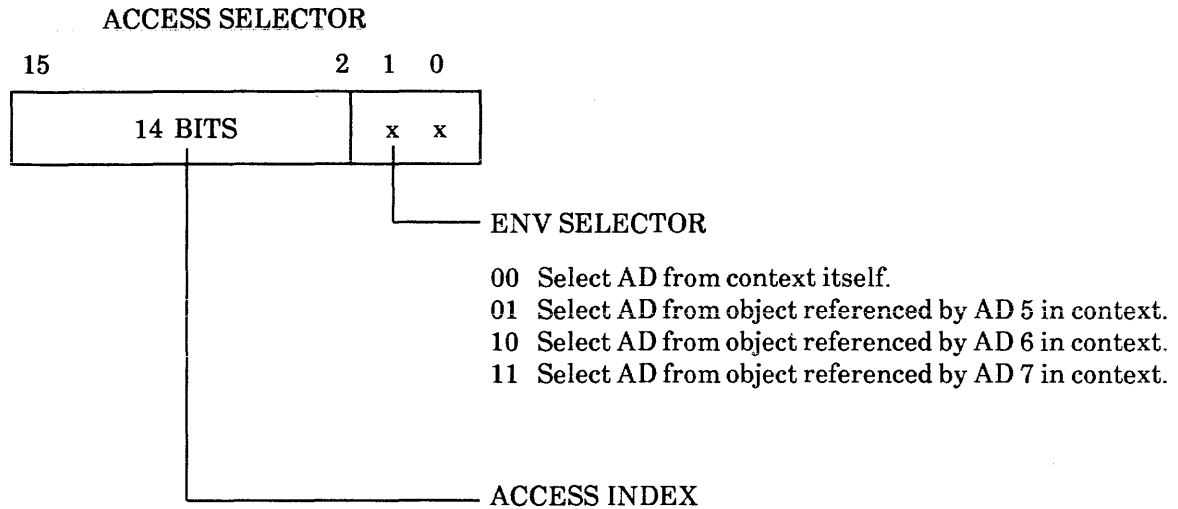 ACCESS SELECTOR
15 2 1 0
14 BITS x x
ENV SELECTOR
00 Select AD from context itself.
01 Select AD from object referenced by AD 5 in context.
10 Select AD from object referenced by AD 6 in context.
11 Select AD from object referenced by AD 7 in context.
ACCESS INDEX